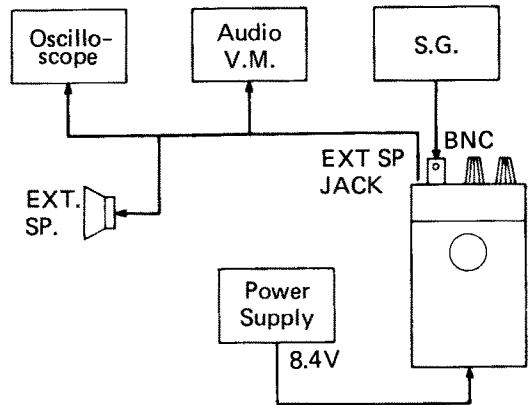 Oscillo-
scope
Audio
V.M.
S.G.
BNC
EXT SP
JACK
EXT.
SP.
Power
Supply
8.4V